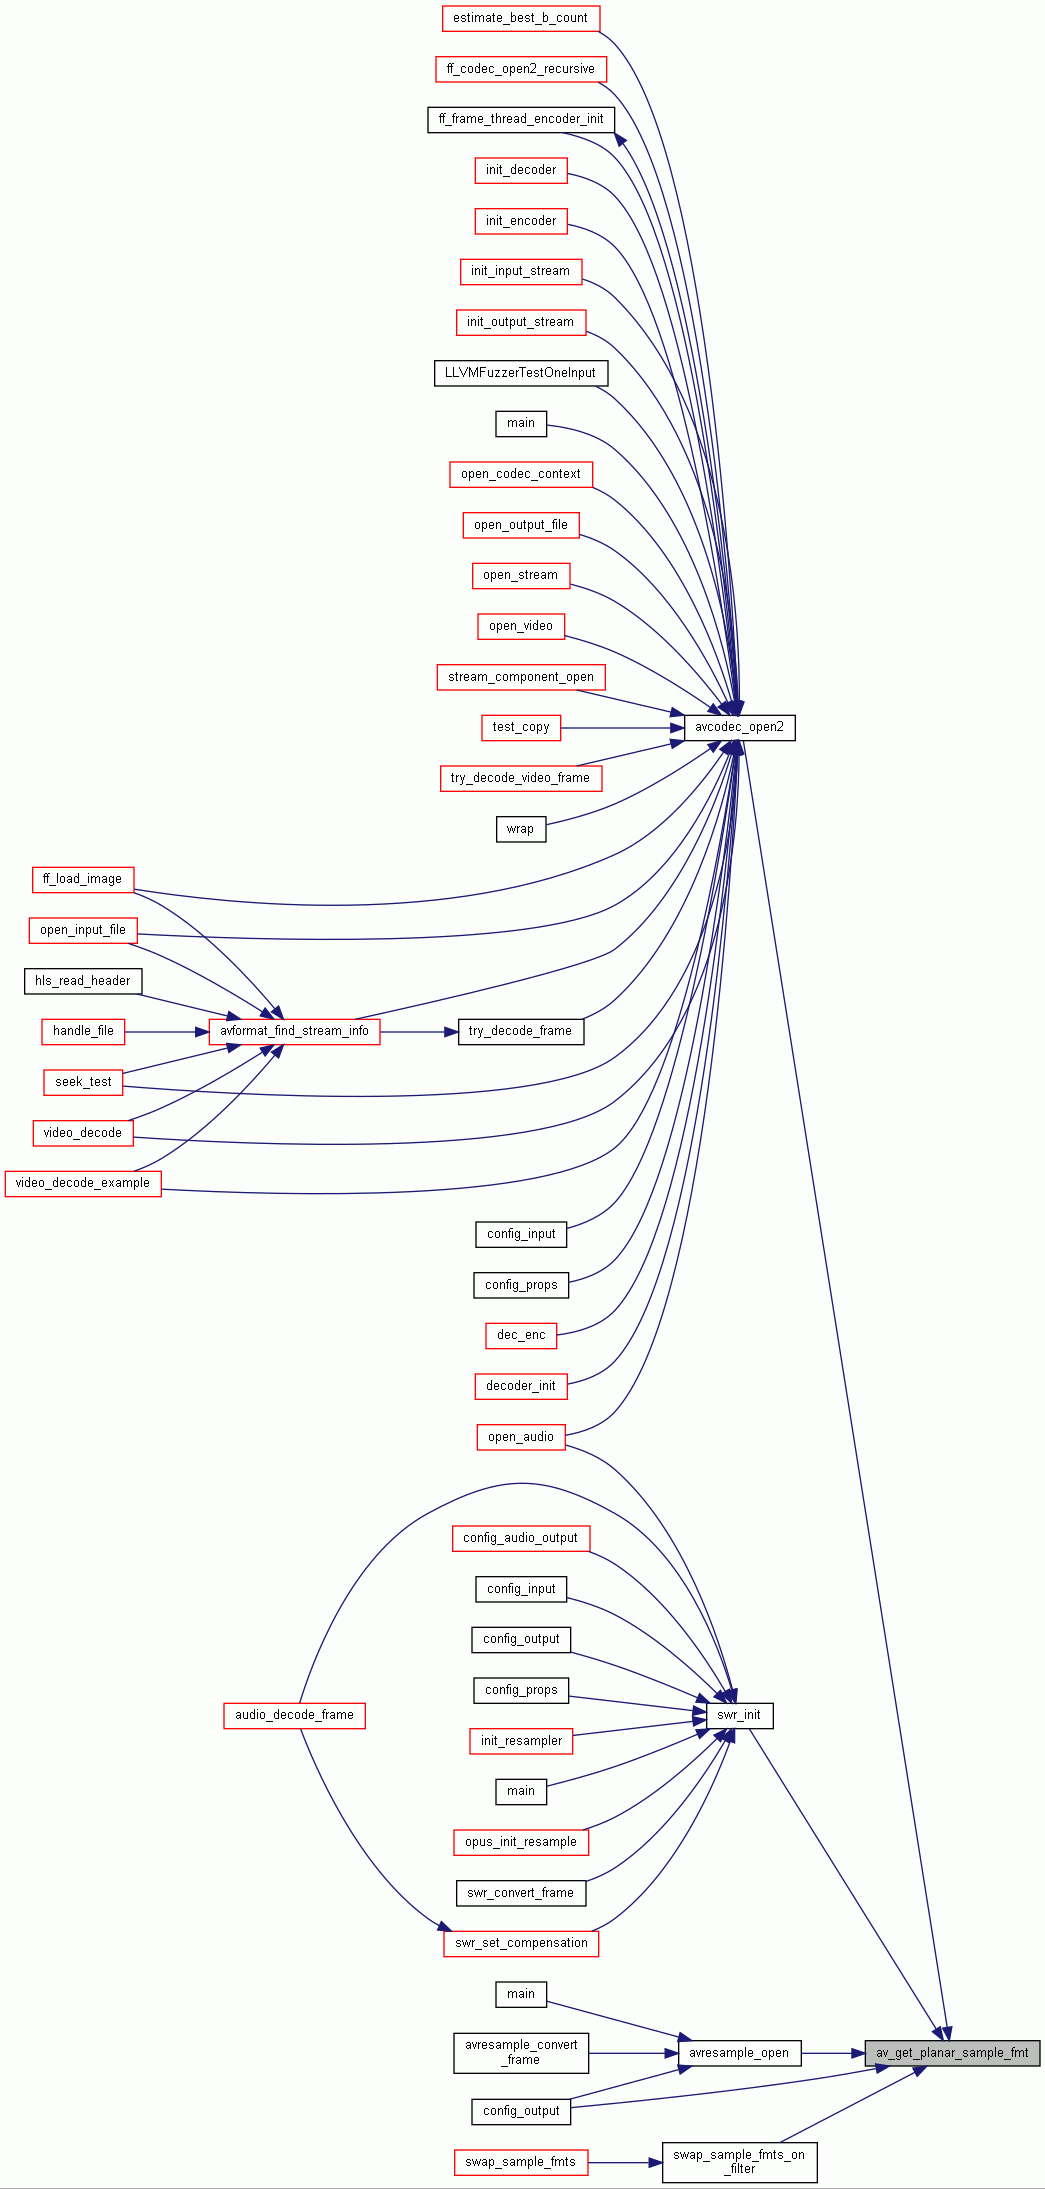 estimate_best_b_count
ff_codec_open2_recursive
ff_frame_thread_encoder_init
init_decoder
init_encoder
init_input_stream
init_output_stream
LLVMFuzzerTestOneInput
main
open_codec_context
open_output_file
open_stream
open_video
stream_component_open
avcodec_open2
test_copy
try_decode_video_frame
wrap
ff_load_image
open_input_file
hls_read_header
handle_file
avformat_find_stream_info
try_decode_frame
seek_test
video_decode
video_decode_example
config_input
config_props
dec_enc
decoder_init
open_audio
config_audio_output
config_input
config_output
config_props
audio_decode_frame
swr_init
init_resampler
main
opus_init_resample
swr_convert_frame
swr_set_compensation
main
avresample_convert
_frame
avresample_open
av_get_planar_sample_fmt
config_output
swap_sample_fmts
swap_sample_fmts_on
_filter